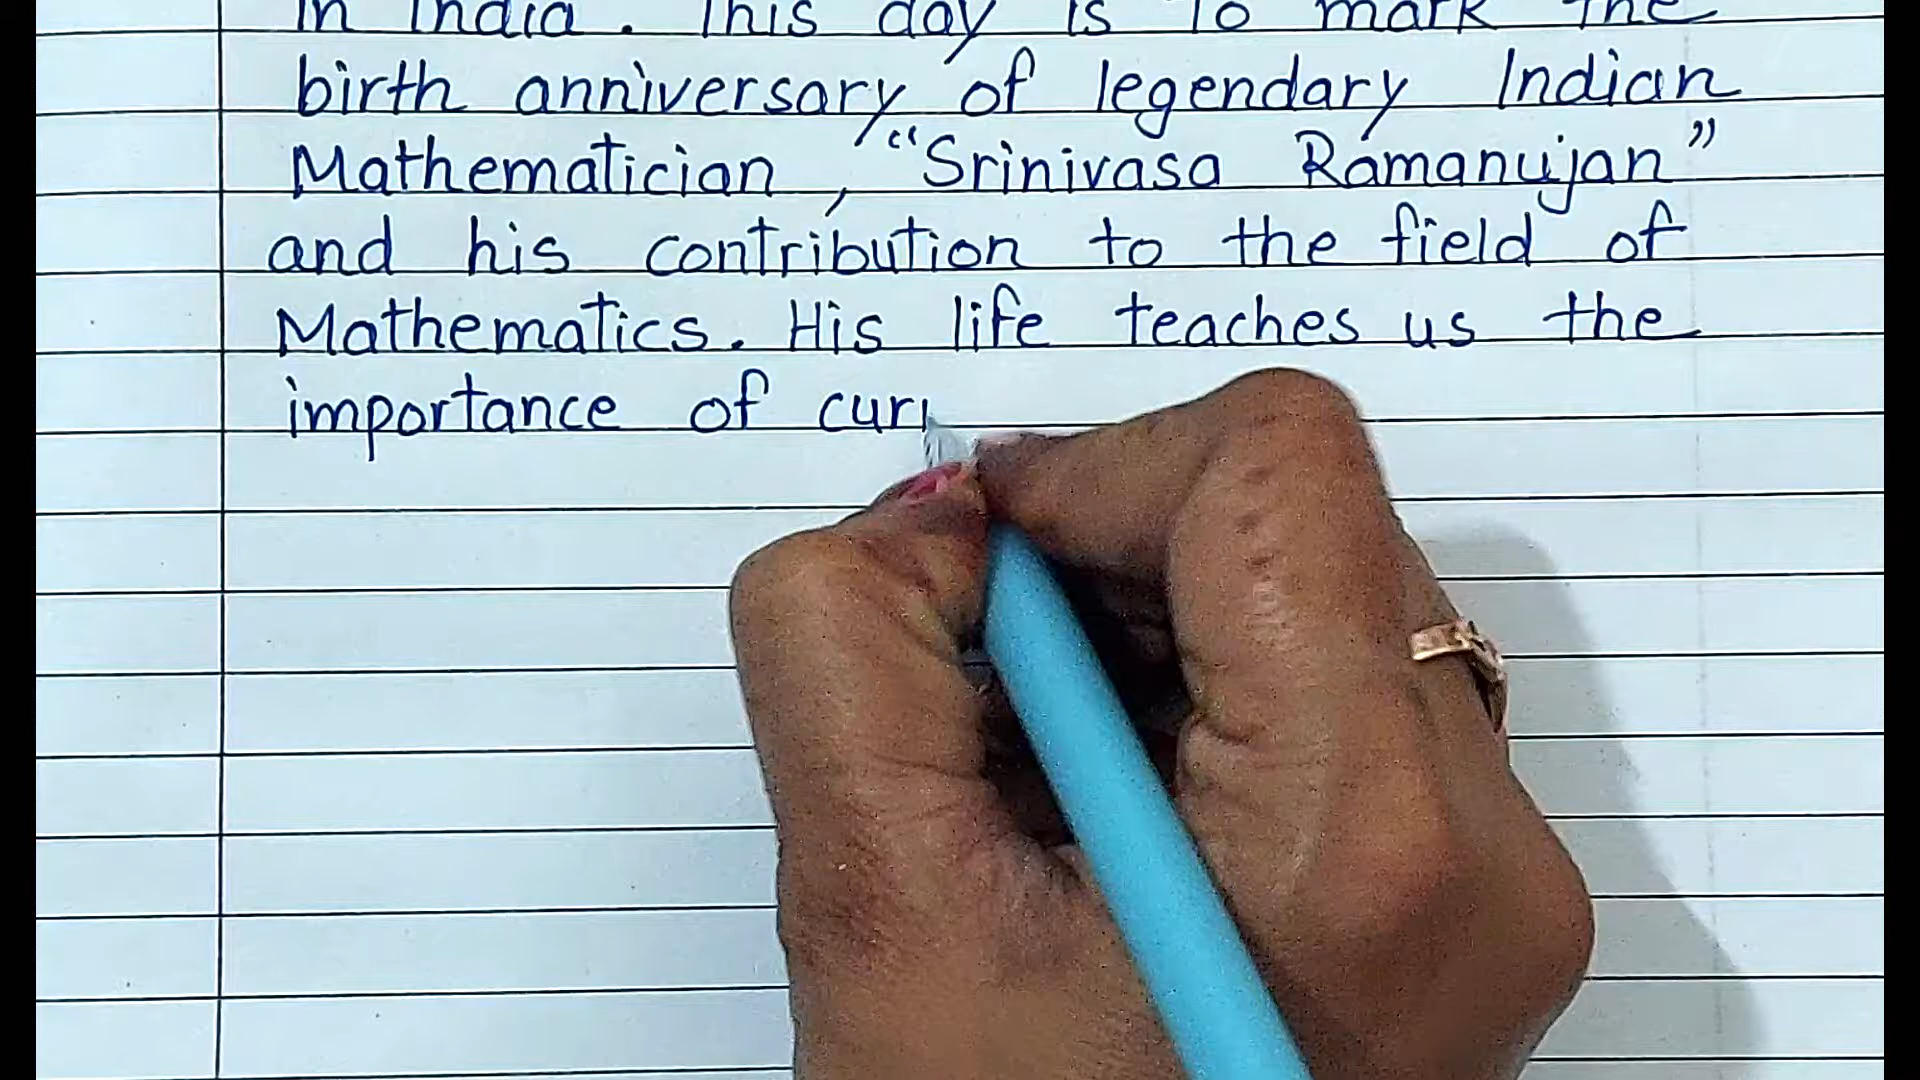 in India. This day is to mark the
birth anniversary of legendary Indian
Mathematician, “Srinivasa Ramanujan”
and his contribution to the field of
Mathematics. His life teaches us the
importance of